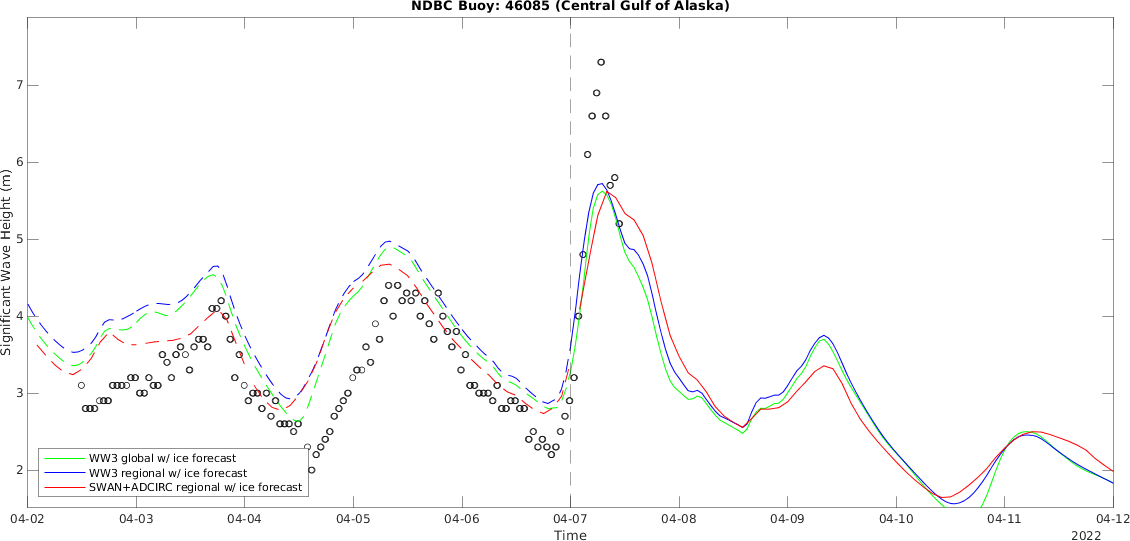 NDBC Buoy: 46085 (Central Gulf of Alaska)
Significant Wave Height (m)
7
6
5
4
3
2
WW3 global w/ ice forecast
WW3 regional w/ ice forecast
SWAN+ADCIRC regional w/ ice forecast
04-02 04-03 04-04 04-05 04-06 04-07 04-08 04-09 04-10 04-11 04-12
Time
2022